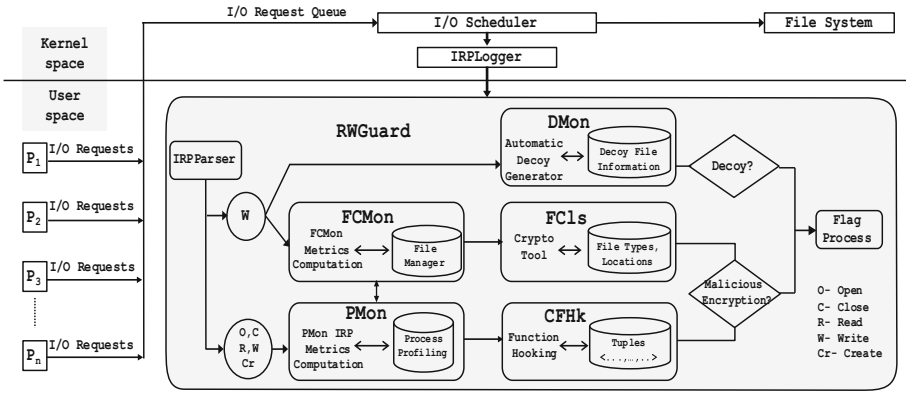 I/O Request Queue
I/O Scheduler
File System
Kernel
space
IRPLogger
User
space
I/O Requests
P1
I/O Requests
P2
I/O Requests
P3
I/O Requests
Pn
RWGuard
IRPParser
DMon
Automatic
Decoy
Generator
Decoy File
Information
Decoy?
W
FCMon
FCMon
Metrics
Computation
File
Manager
FCls
Crypto
Tool
File Types,
Locations
Flag
Process
Malicious
Encryption?
O,C
R,W
Cr
PMon
PMon IRP
Metrics
Computation
Process
Profiling
CFHk
Function
Hooking
Tuples
<...,…,..>
O- Open
C- Close
R- Read
W- Write
Cr- Create